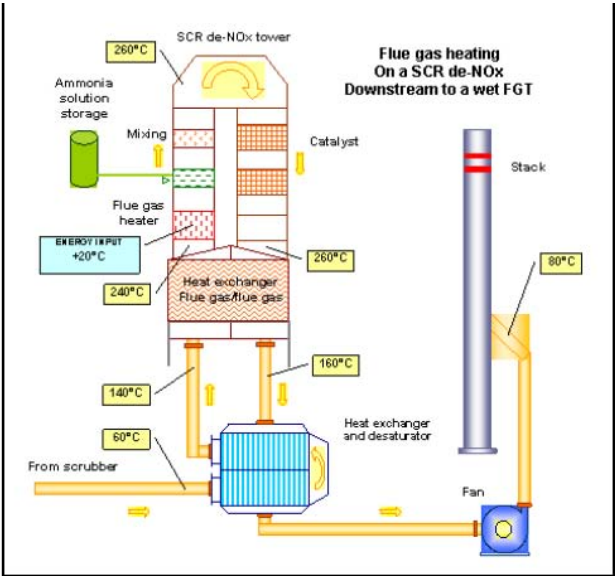 SCR de-NOx tower
260°C
Flue gas heating
On a SCR de-NOx
Downstream to a wet FGT
Ammonia
solution
storage
Mixing
Catalyst
Stack
Flue gas
heater
ENERGY INPUT
+20°C
260°C
80°C
240°C
Heat exchanger
Flue gas/flue gas
160°C
140°C
Heat exchanger
and desaturator
60°C
From scrubber
Fan